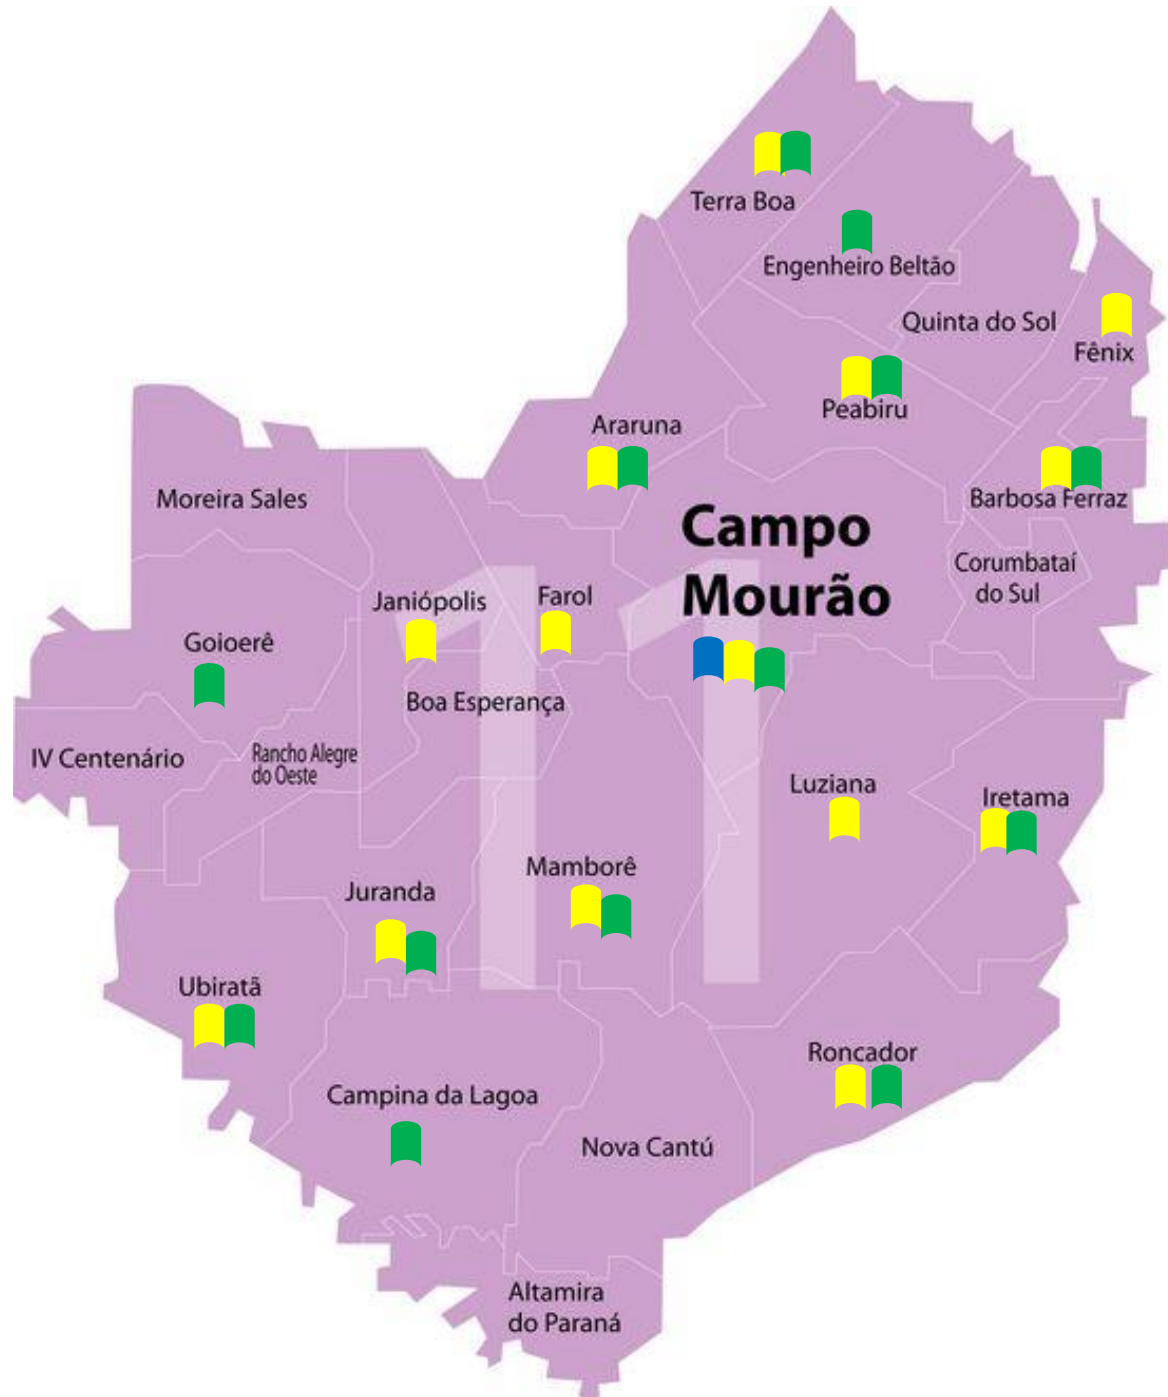 Terra Boa
Engenheiro Beltão
Quinta do Sol
Fênix
Peabiru
Araruna
Moreira Sales
Barbosa Ferraz
Campo
Mourão
Corumbataí
do Sul
Janiópolis
Farol
Goioerê
Boa Esperança
IV Centenário
Rancho Alegre
do Oeste
11
Luziana
Iretama
Mamborê
Juranda
Ubiratã
Roncador
Campina da Lagoa
Nova Cantú
Altamira
do Paraná